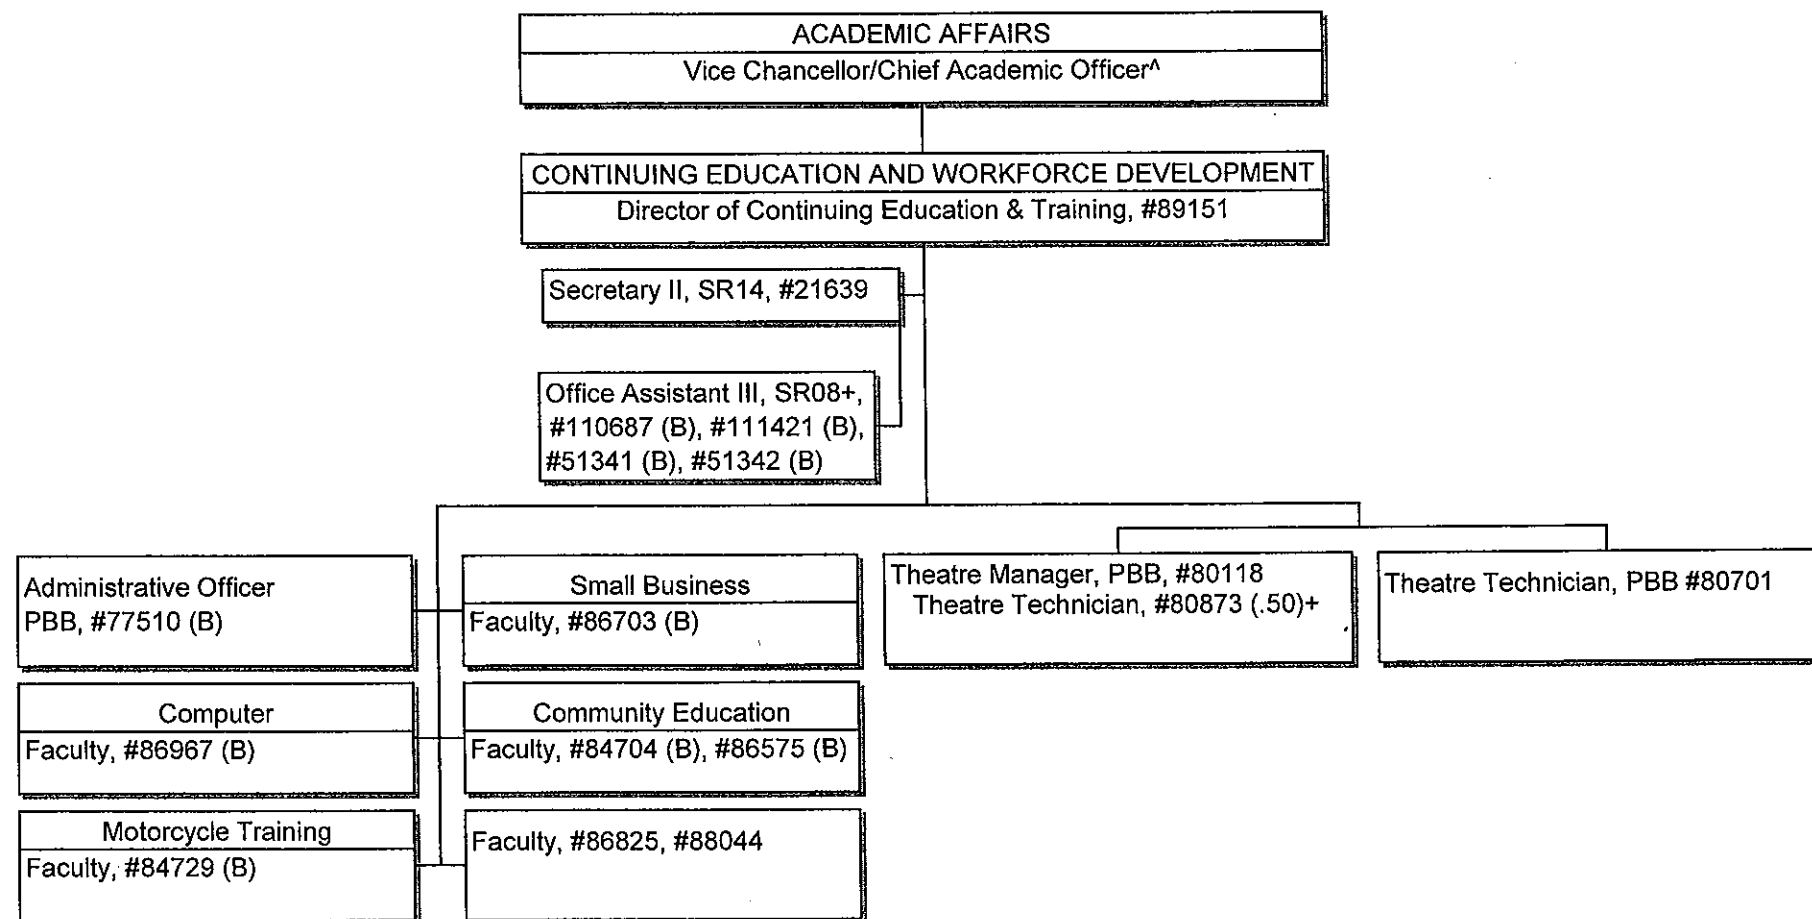 ACADEMIC AFFAIRS
Vice Chancellor/Chief Academic Officer^
CONTINUING EDUCATION AND WORKFORCE DEVELOPMENT
Director of Continuing Education & Training, #89151
Secretary II, SR14, #21639
Office Assistant III, SR08+,
#110687 (B), #111421 (B),
#51341 (B), #51342 (B)
Administrative Officer
PBB, #77510 (B)
Small Business
Faculty, #86703 (B)
Theatre Manager, PBB, #80118
Theatre Technician, #80873 (.50)+
Theatre Technician, PBB #80701
Computer
Faculty, #86967 (B)
Community Education
Faculty, #84704 (B), #86575 (B)
Motorcycle Training
Faculty, #84729 (B)
Faculty, #86825, #88044